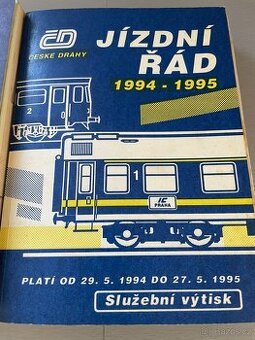 ČD
ČESKÉ DRÁHY
JÍZDNÍ
ŘÁD
1994 - 1995
2
1
IC
PRAHA
PLATÍ OD 29. 5. 1994 DO 27. 5. 1995
Služební výtisk